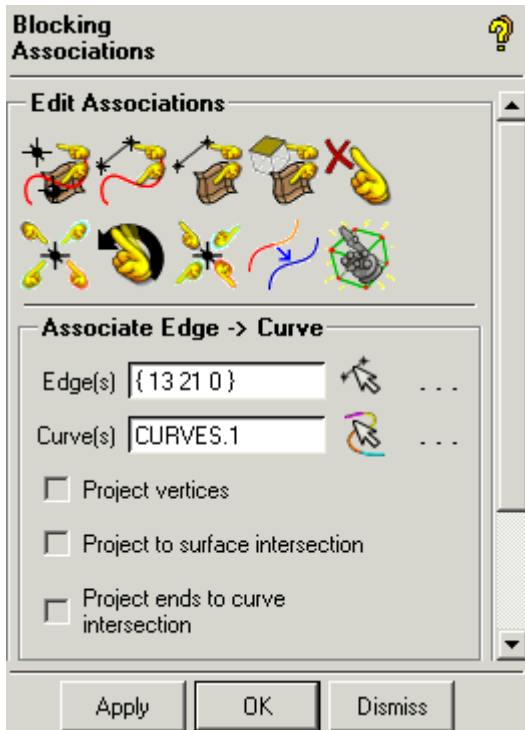 Blocking
Associations
Edit Associations
Associate Edge -> Curve
Edge(s) { 13 21 0 } ...
Curve(s) CURVES.1 ...
Project vertices
Project to surface intersection
Project ends to curve
intersection
Apply OK Dismiss